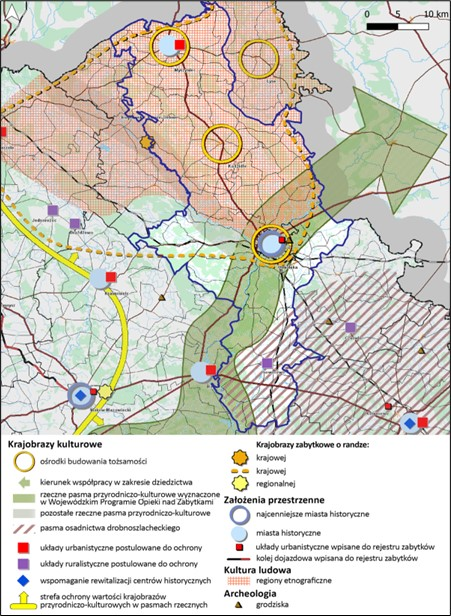 0 5 10 km
Krajobrazy kulturowe
ośrodki budowania tożsamości
kierunek współpracy w zakresie dziedzictwa
rzeczne pasma przyrodniczo-kulturowe wyznaczone
w Wojewódzkim Programie Opieki nad Zabytkami
pozostałe rzeczne pasma przyrodniczo-kulturowe
pasma osadnictwa drobnoszlacheckiego
układy urbanistyczne postulowane do ochrony
układy ruralistyczne postulowane do ochrony
wspomaganie rewitalizacji centrów historycznych
strefa ochrony wartości krajobrazów
przyrodniczo-kulturowych w pasmach rzecznych
Krajobrazy zabytkowe o randze:
krajowej
krajowej
regionalnej
Założenia przestrzenne
najcenniejsze miasta historyczne
miasta historyczne
układy urbanistyczne wpisane do rejestru zabytków
kolej dojazdowa wpisana do rejestru zabytków
Kultura ludowa
regiony etnograficzne
Archeologia
grodziska